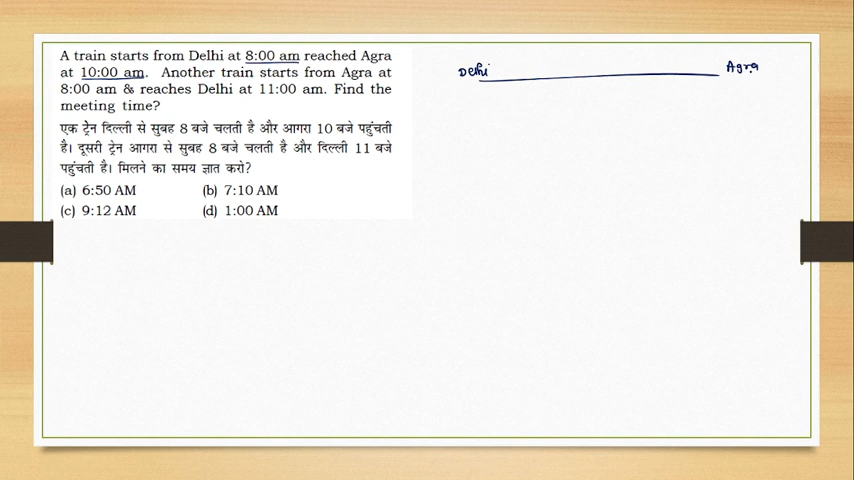 A train starts from Delhi at 8:00 am reached Agra
at 10:00 am. Another train starts from Agra at
8:00 am & reaches Delhi at 11:00 am. Find the
meeting time?
एक ट्रेन दिल्ली से सुबह 8 बजे चलती है और आगरा 10 बजे पहुंचती
है। दूसरी ट्रेन आगरा से सुबह 8 बजे चलती है और दिल्ली 11 बजे
पहुंचती है। मिलने का समय ज्ञात करो?
(a) 6:50 AM (b) 7:10 AM
(c) 9:12 AM (d) 1:00 AM
Delhi Agra